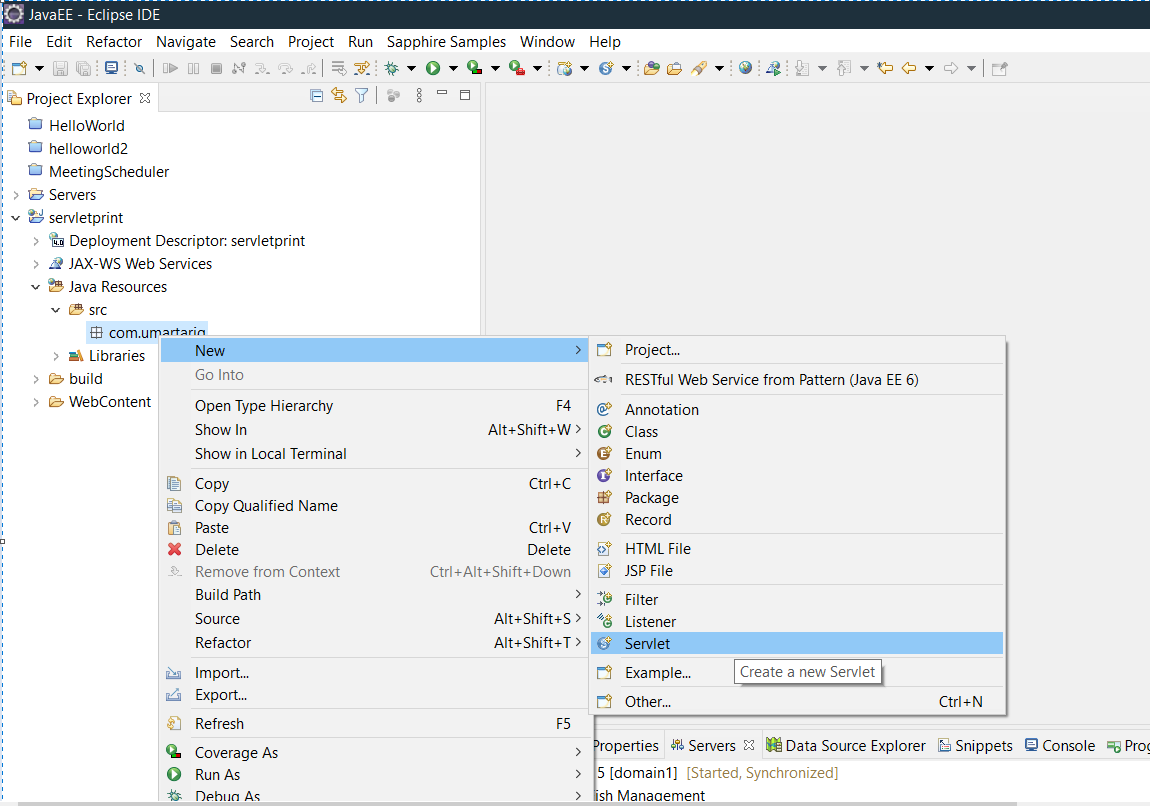 JavaEE - Eclipse IDE
File Edit Refactor Navigate Search Project Run Sapphire Samples Window Help
Project Explorer
HelloWorld
helloworld2
MeetingScheduler
Servers
servletprint
4.0 Deployment Descriptor: servletprint
JAX-WS Web Services
Java Resources
src
com.umartariq
Libraries
build
WebContent
New
Go Into
Open Type Hierarchy F4
Show In Alt+Shift+W
Show in Local Terminal
Copy Ctrl+C
Copy Qualified Name
Paste Ctrl+V
Delete Delete
Remove from Context Ctrl+Alt+Shift+Down
Build Path
Source Alt+Shift+S
Refactor Alt+Shift+T
Import...
Export...
Refresh F5
Coverage As
Run As
Debug As
Project...
RESTful Web Service from Pattern (Java EE 6)
Annotation
Class
Enum
Interface
Package
Record
HTML File
JSP File
Filter
Listener
Servlet
Example...
Create a new Servlet
Other... Ctrl+N
Properties Servers Data Source Explorer Snippets Console Prog
5 [domain1] [Started, Synchronized]
ish Management